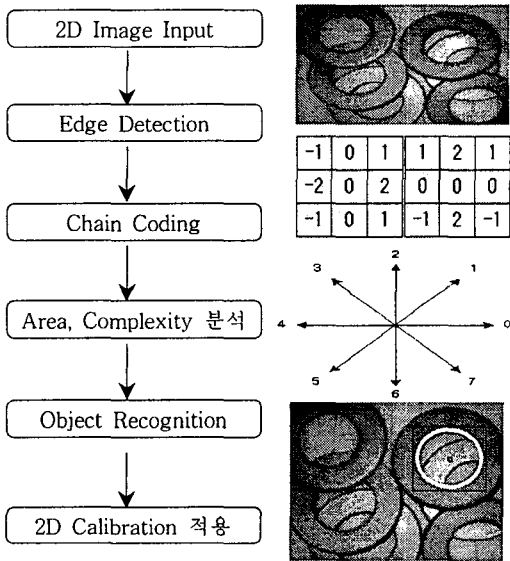 2D Image Input
Edge Detection
Chain Coding
Area, Complexity 분석
Object Recognition
2D Calibration 적용
-1 0 1 1 2 1
-2 0 2 0 0 0
-1 0 1 -1 2 -1
2
3 1
4 0
5 7
6